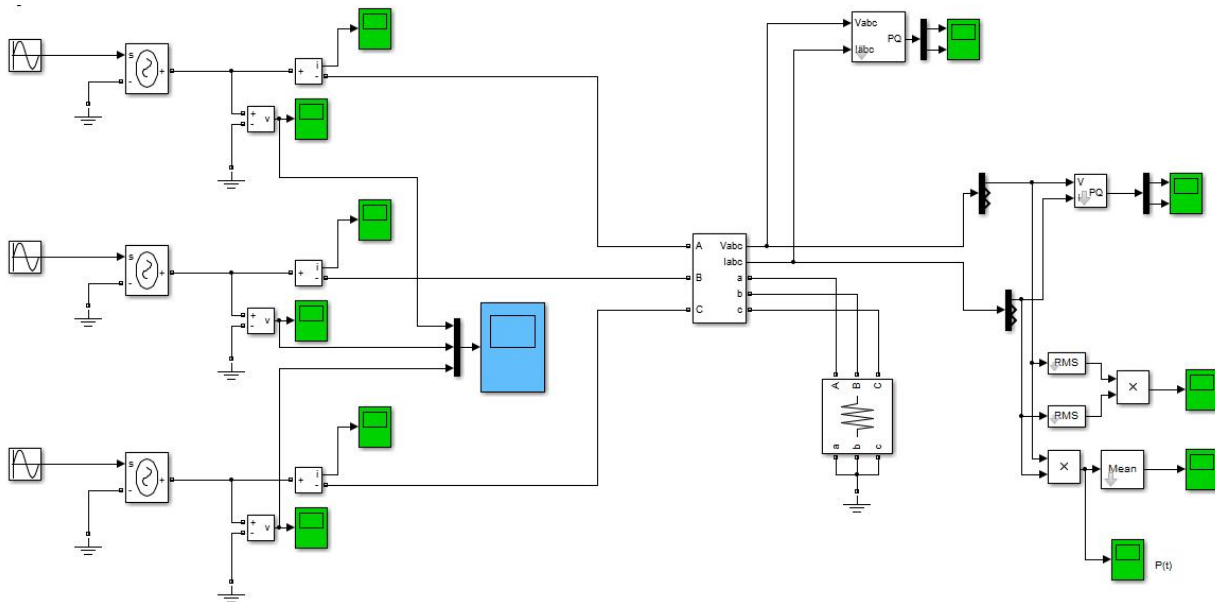 Vabc
Iabc
PQ
s
-
+
+
-
i
+
-
v
V
i
PQ
s
-
+
+
-
i
+
-
v
A
B
C
Vabc
Iabc
a
b
c
RMS
×
RMS
A B C
a b c
s
-
+
+
-
i
+
-
v
×
Mean
P(t)